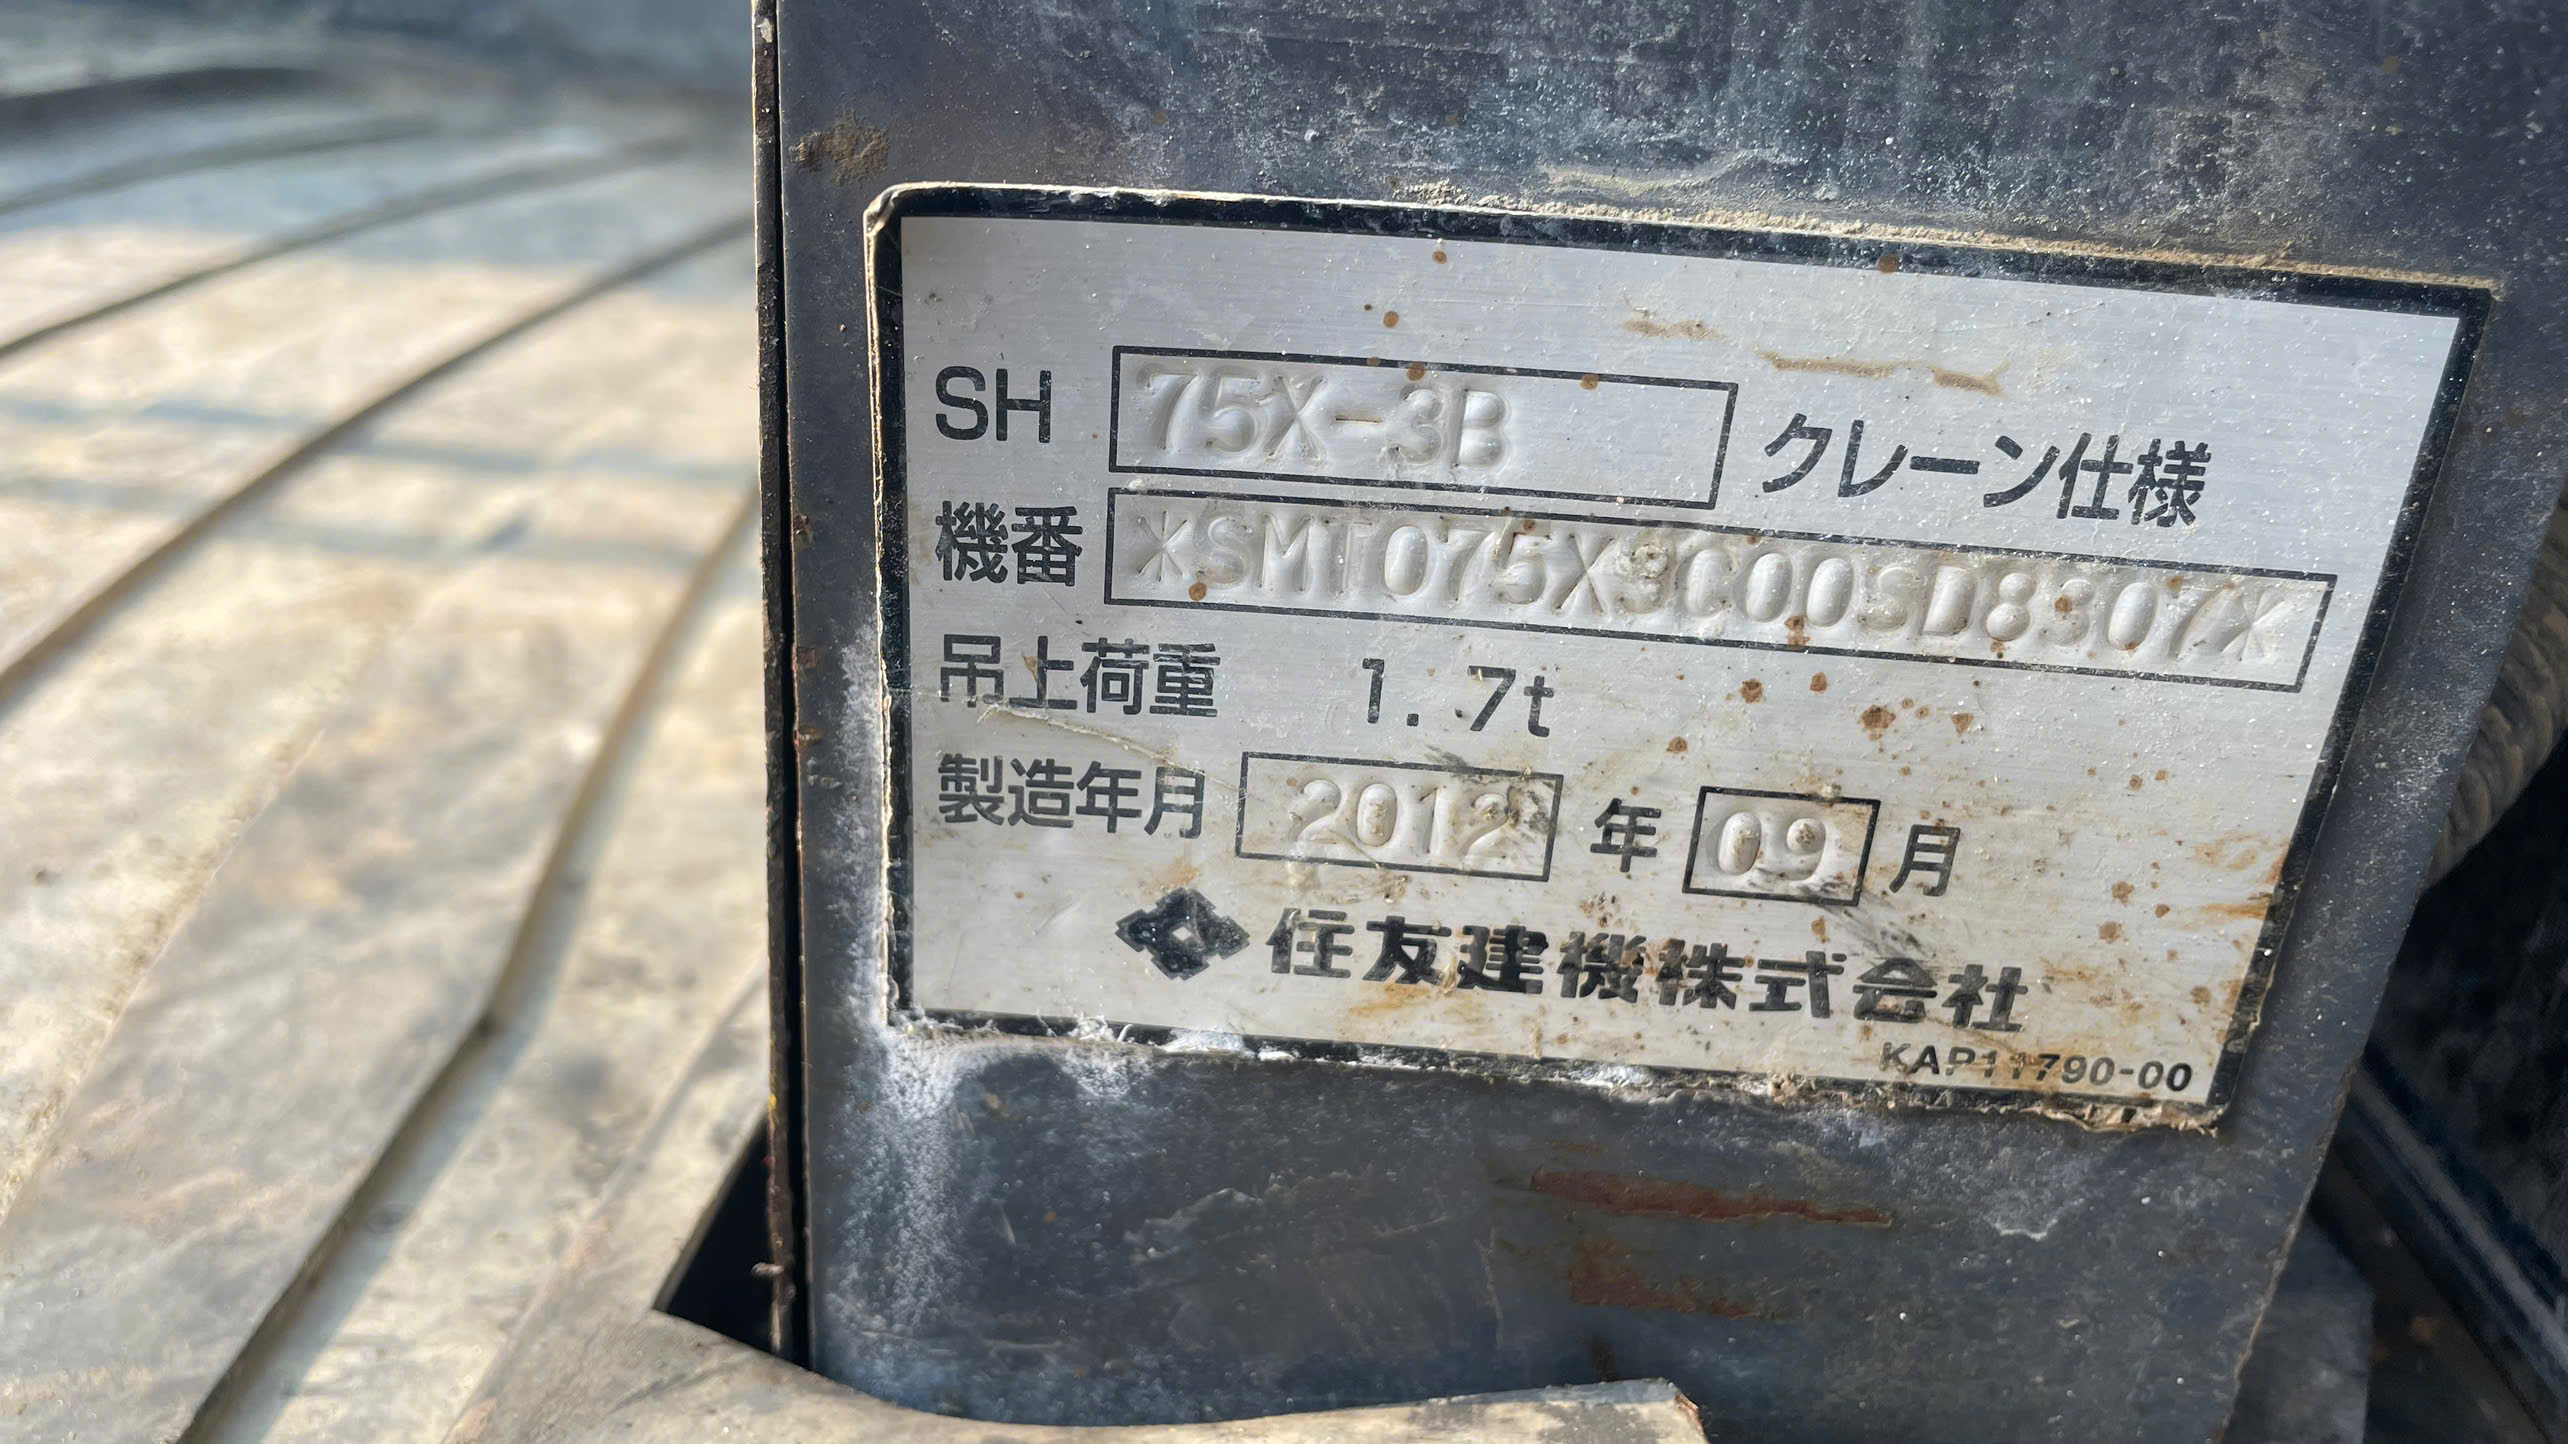 SH 75X-3B クレーン仕様
機番 *SMT075X3C00SD8307*
吊上荷重 1.7t
製造年月 2012 年 09 月
住友建機株式会社
KAP11790-00